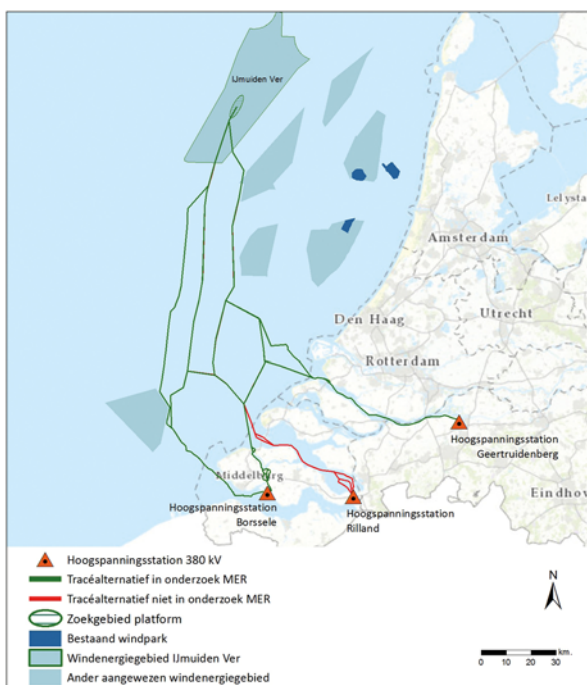 IJmuiden Ver
Lelysta
Amsterdam
Den Haag
Utrecht
Rotterdam
Hoogspanningsstation
Geertruidenberg
Middelburg
Eindhov
Hoogspanningsstation
Borssele
Hoogspanningsstation
Rilland
Hoogspanningsstation 380 kV
Tracéalternatief in onderzoek MER
Tracéalternatief niet in onderzoek MER
Zoekgebied platform
Bestaand windpark
Windenergiegebied IJmuiden Ver
Ander aangewezen windenergiegebied
N
km.
0 10 20 30